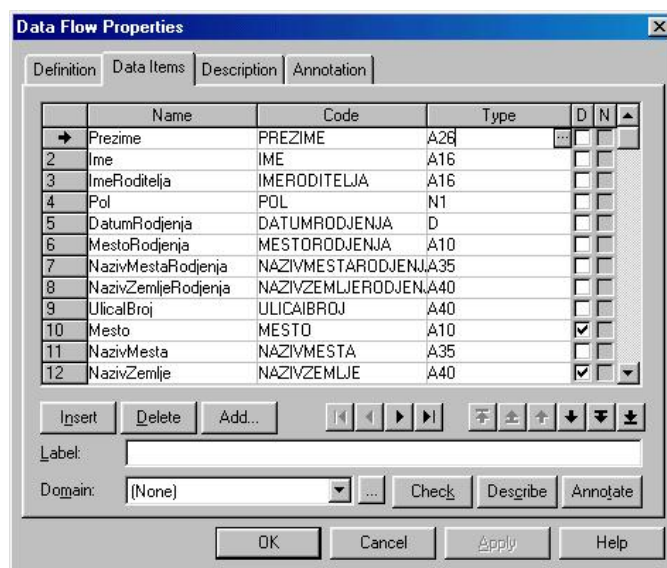 Data Flow Properties
Definition Data Items Description Annotation
Name Code Type D N
Prezime PREZIME A26 ...
2 Ime IME A16
3 ImeRoditelja IMERODITELJA A16
4 Pol POL N1
5 DatumRodjenja DATUMRODJENJA D
6 MestoRodjenja MESTORODJENJA A10
7 NazivMestaRodjenja NAZIVMESTARODJENJ A35
8 NazivZemljeRodjenja NAZIVZEMLJERODJEN A40
9 UlicaIBroj ULICAIBROJ A40
10 Mesto MESTO A10
11 NazivMesta NAZIVMESTA A35
12 NazivZemlje NAZIVZEMLJE A40
Insert Delete Add...
Label:
Domain: (None) ... Check Describe Annotate
OK Cancel Apply Help